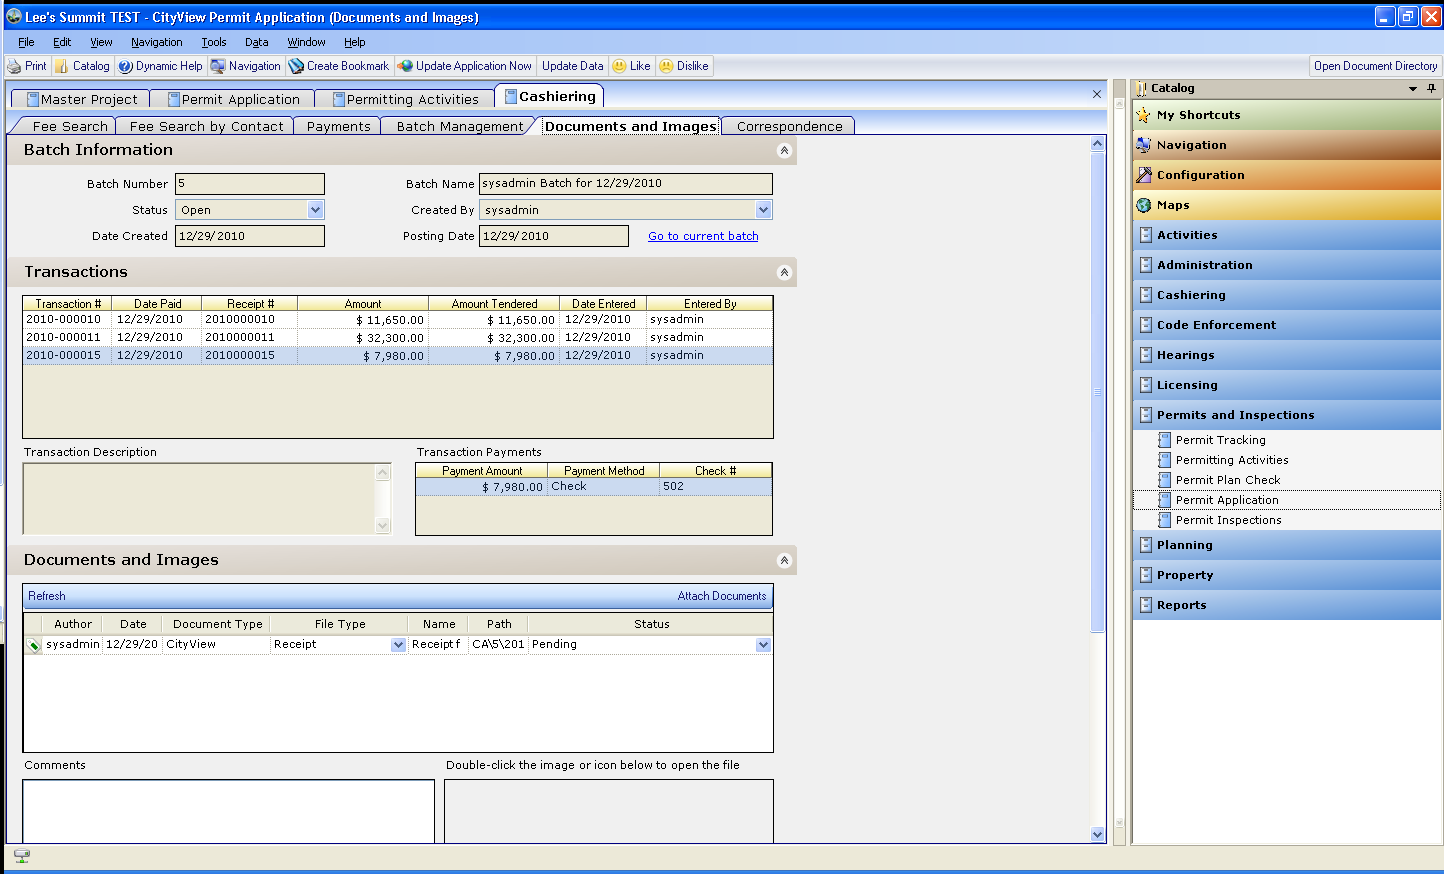 Lee's Summit TEST - CityView Permit Application (Documents and Images)
File Edit View Navigation Tools Data Window Help
Print Catalog Dynamic Help Navigation Create Bookmark Update Application Now Update Data Like Dislike Open Document Directory
Master Project Permit Application Permitting Activities Cashiering
Fee Search Fee Search by Contact Payments Batch Management Documents and Images Correspondence
Batch Information
Batch Number 5 Batch Name sysadmin Batch for 12/29/2010
Status Open Created By sysadmin
Date Created 12/29/2010 Posting Date 12/29/2010 Go to current batch
Transactions
Transaction # Date Paid Receipt # Amount Amount Tendered Date Entered Entered By
2010-000010 12/29/2010 2010000010 $ 11,650.00 $ 11,650.00 12/29/2010 sysadmin
2010-000011 12/29/2010 2010000011 $ 32,300.00 $ 32,300.00 12/29/2010 sysadmin
2010-000015 12/29/2010 2010000015 $ 7,980.00 $ 7,980.00 12/29/2010 sysadmin
Transaction Description Transaction Payments
Payment Amount Payment Method Check #
$ 7,980.00 Check 502
Documents and Images
Refresh Attach Documents
Author Date Document Type File Type Name Path Status
sysadmin 12/29/20 CityView Receipt Receipt f CA\5\201 Pending
Comments Double-click the image or icon below to open the file
Catalog
My Shortcuts
Navigation
Configuration
Maps
Activities
Administration
Cashiering
Code Enforcement
Hearings
Licensing
Permits and Inspections
Permit Tracking
Permitting Activities
Permit Plan Check
Permit Application
Permit Inspections
Planning
Property
Reports